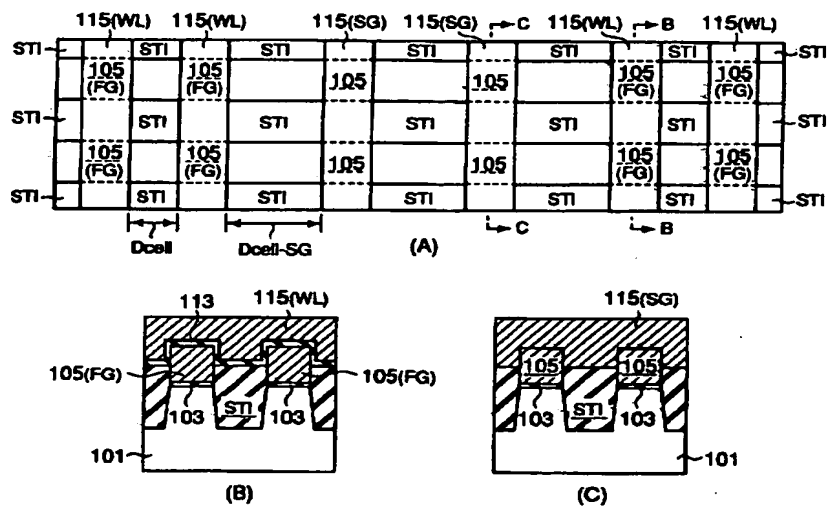 115(WL) 115(WL) 115(SG) 115(SG) C 115(WL) B 115(WL)
STI STI STI STI STI STI STI
105 105 105 105 105 105
(FG) (FG) (FG) (FG)
STI STI STI STI STI STI STI
105 105 105 105 105 105
(FG) (FG) (FG) (FG)
STI STI STI STI STI STI STI
Dcell Dcell-SG (A) C B
113 115(WL) 115(SG)
105(FG) 105(FG) 105 105
103 103 103 103
STI STI
101 101
(B) (C)